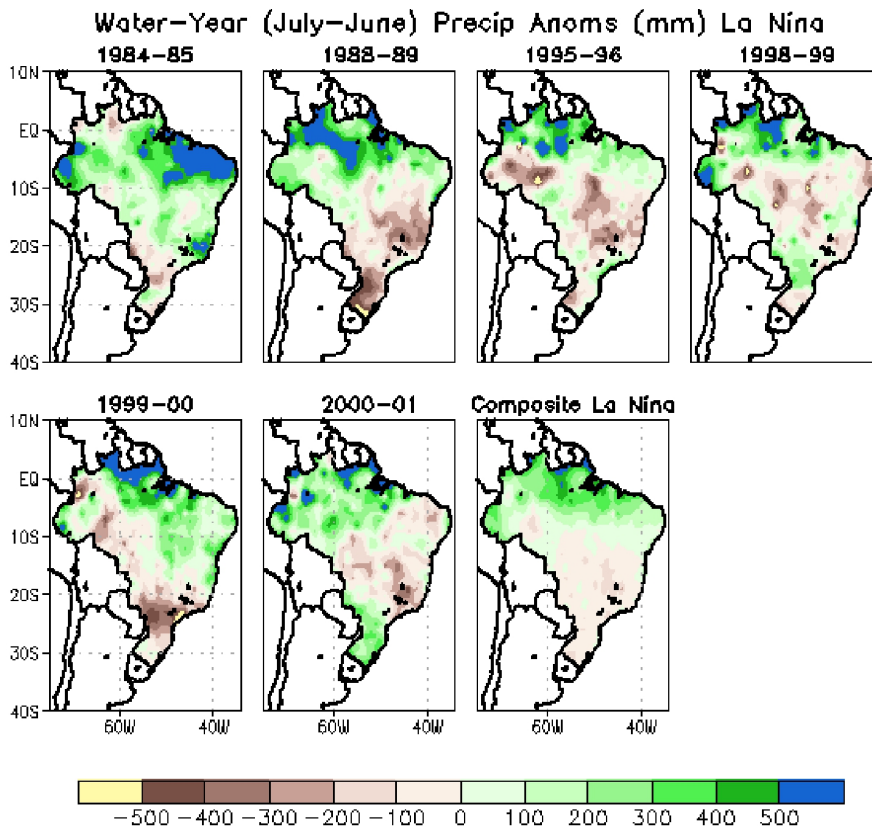 Water-Year (July-June) Precip Anoms (mm) La Nina
1984-85 1988-89 1995-96 1998-99
10N
EQ
10S
20S
30S
40S
1999-00 2000-01 Composite La Nina
10N
EQ
10S
20S
30S
40S
60W 40W 60W 40W
-500 -400 -300 -200 -100 0 100 200 300 400 500